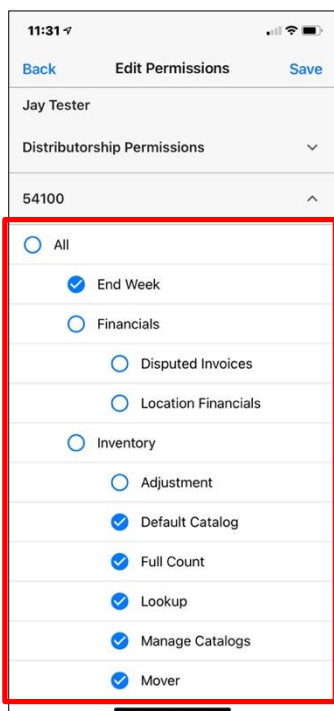 11:31
Back Edit Permissions Save
Jay Tester
Distributorship Permissions
54100
All
End Week
Financials
Disputed Invoices
Location Financials
Inventory
Adjustment
Default Catalog
Full Count
Lookup
Manage Catalogs
Mover